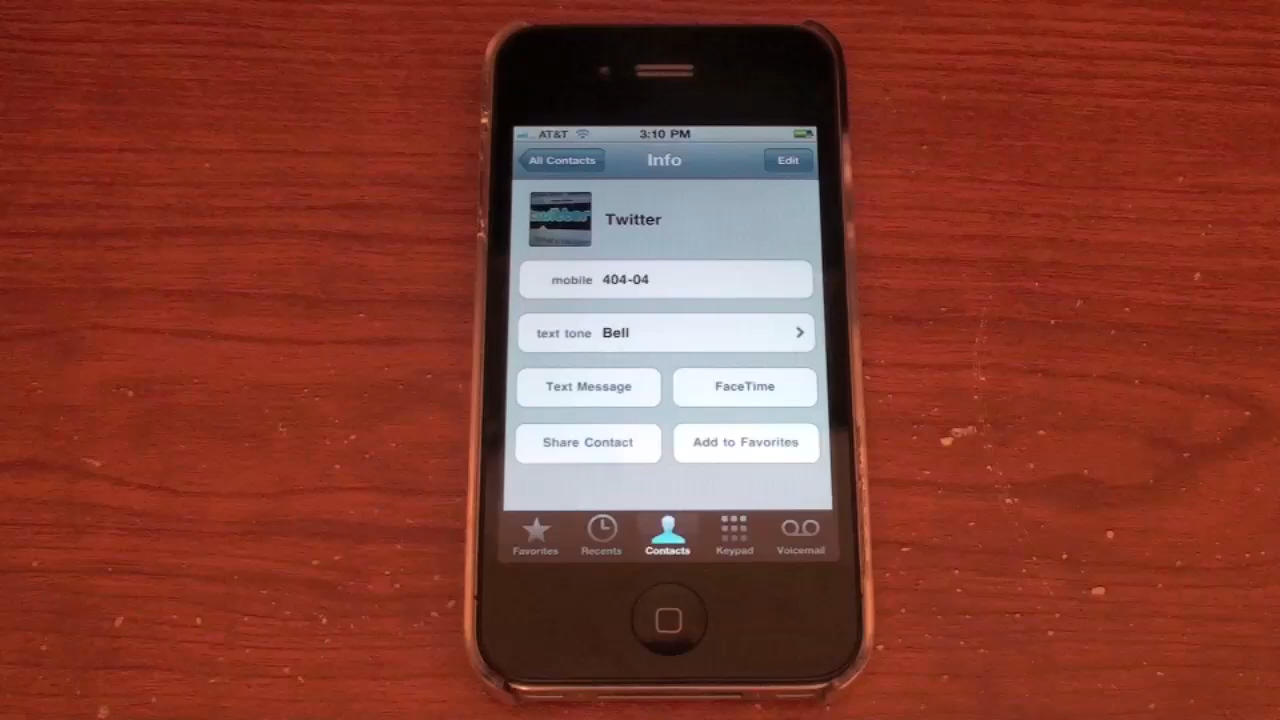 AT&T 3:10 PM
All Contacts Info Edit
twitter
Twitter
mobile 404-04
text tone Bell
Text Message FaceTime
Share Contact Add to Favorites
Favorites Recents Contacts Keypad Voicemail